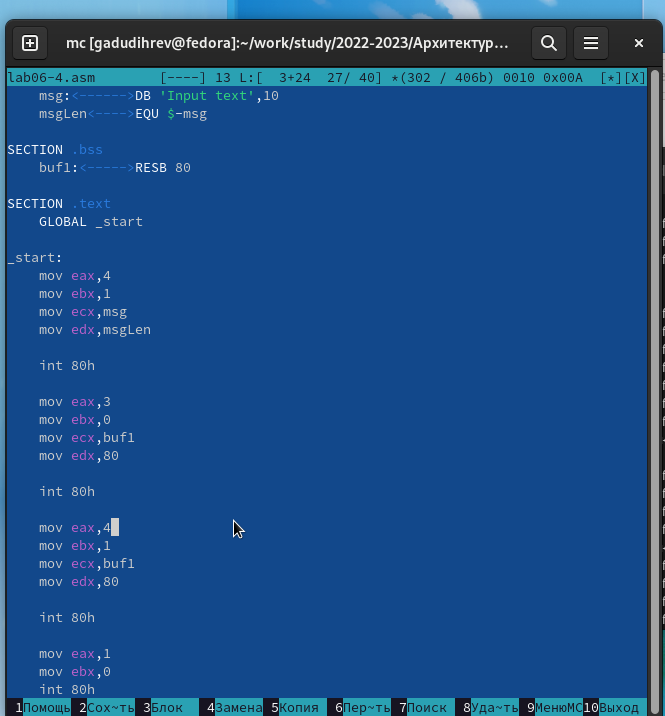 mc [gadudihrev@fedora]:~/work/study/2022-2023/Архитектур...
lab06-4.asm [----] 13 L:[ 3+24 27/ 40] *(302 / 406b) 0010 0x00A [*][X]
msg:<------>DB 'Input text',10
msgLen<---->EQU $-msg
SECTION .bss
buf1:<----->RESB 80
SECTION .text
GLOBAL _start
_start:
mov eax,4
mov ebx,1
mov ecx,msg
mov edx,msgLen
int 80h
mov eax,3
mov ebx,0
mov ecx,buf1
mov edx,80
int 80h
mov eax,4
mov ebx,1
mov ecx,buf1
mov edx,80
int 80h
mov eax,1
mov ebx,0
int 80h
1Помощь 2Сох~ть 3Блок 4Замена 5Копия 6Пер~ть 7Поиск 8Уда~ть 9МенюMC 10Выход